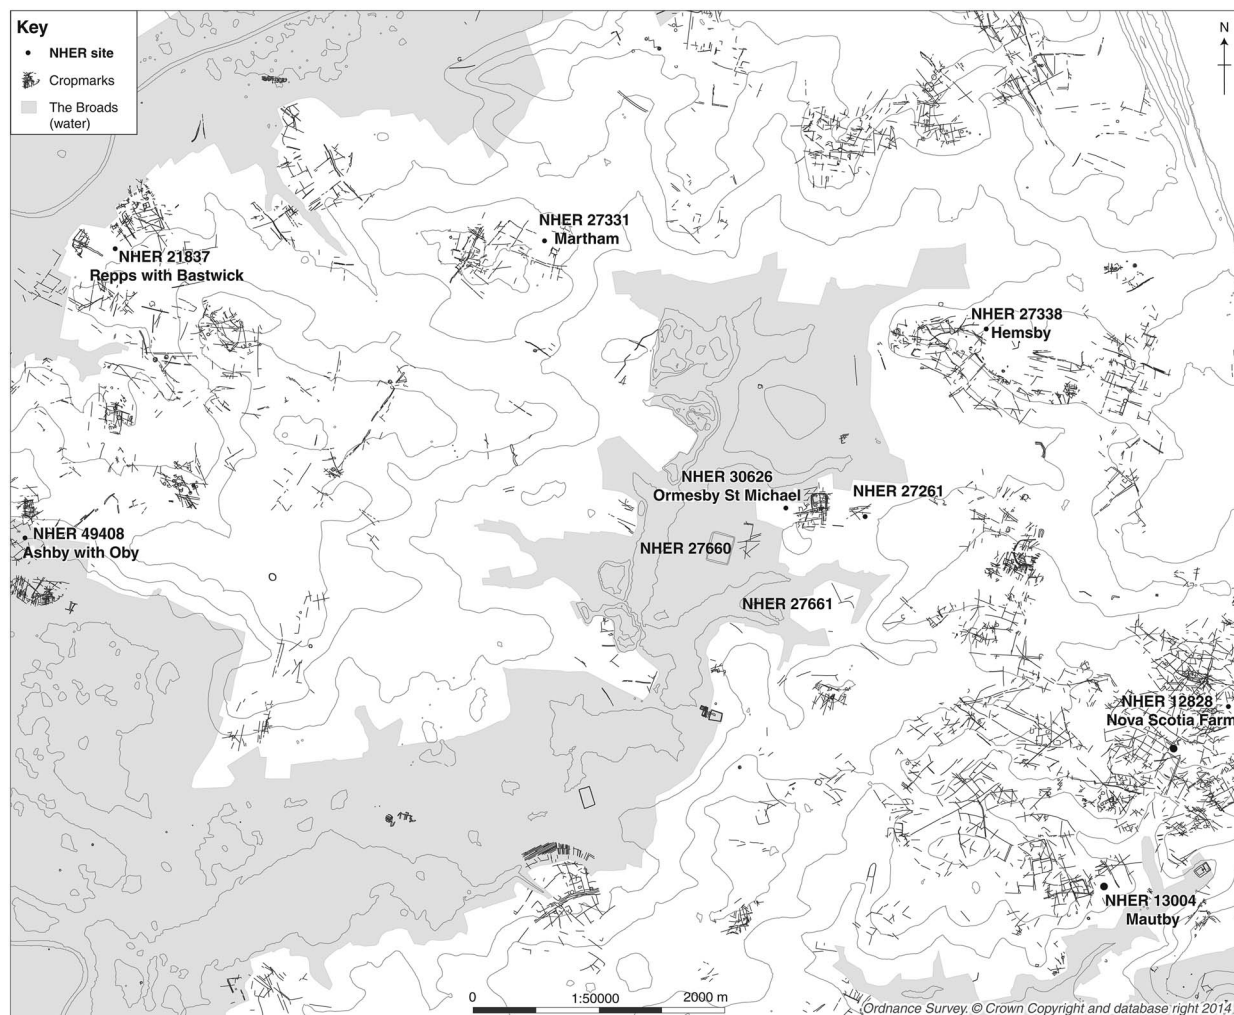 Key
NHER site
Cropmarks
The Broads
(water)
N
NHER 27331
Martham
NHER 21837
Repps with Bastwick
NHER 27338
Hemsby
NHER 30626
Ormesby St Michael
NHER 27261
NHER 49408
Ashby with Oby
NHER 27660
NHER 27661
NHER 12828
Nova Scotia Farm
NHER 13004
Mautby
0 1:50000 2000 m
Ordnance Survey. © Crown Copyright and database right 2014